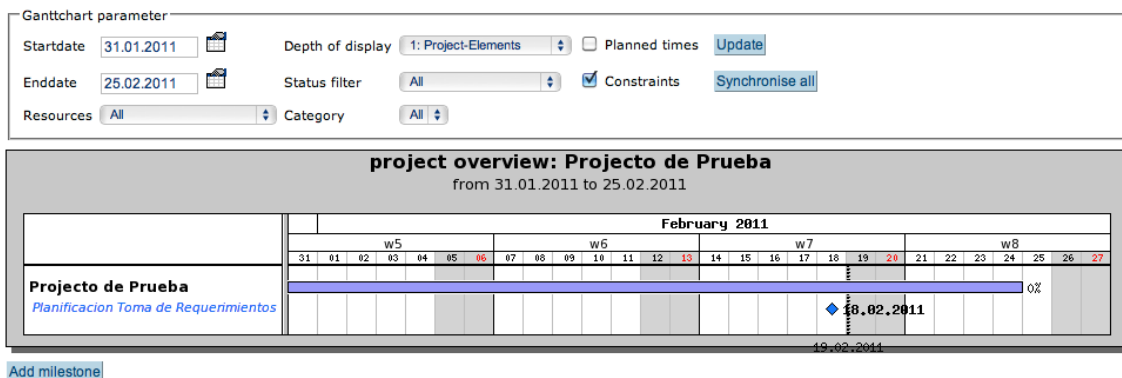 Ganttchart parameter
Startdate 31.01.2011 Depth of display 1: Project-Elements Planned times Update
Enddate 25.02.2011 Status filter All Constraints Synchronise all
Resources All Category All
project overview: Projecto de Prueba
from 31.01.2011 to 25.02.2011
February 2011
w5 w6 w7 w8
31 01 02 03 04 05 06 07 08 09 10 11 12 13 14 15 16 17 18 19 20 21 22 23 24 25 26 27
Projecto de Prueba 0%
Planificacion Toma de Requerimientos 18.02.2011
19.02.2011
Add milestone